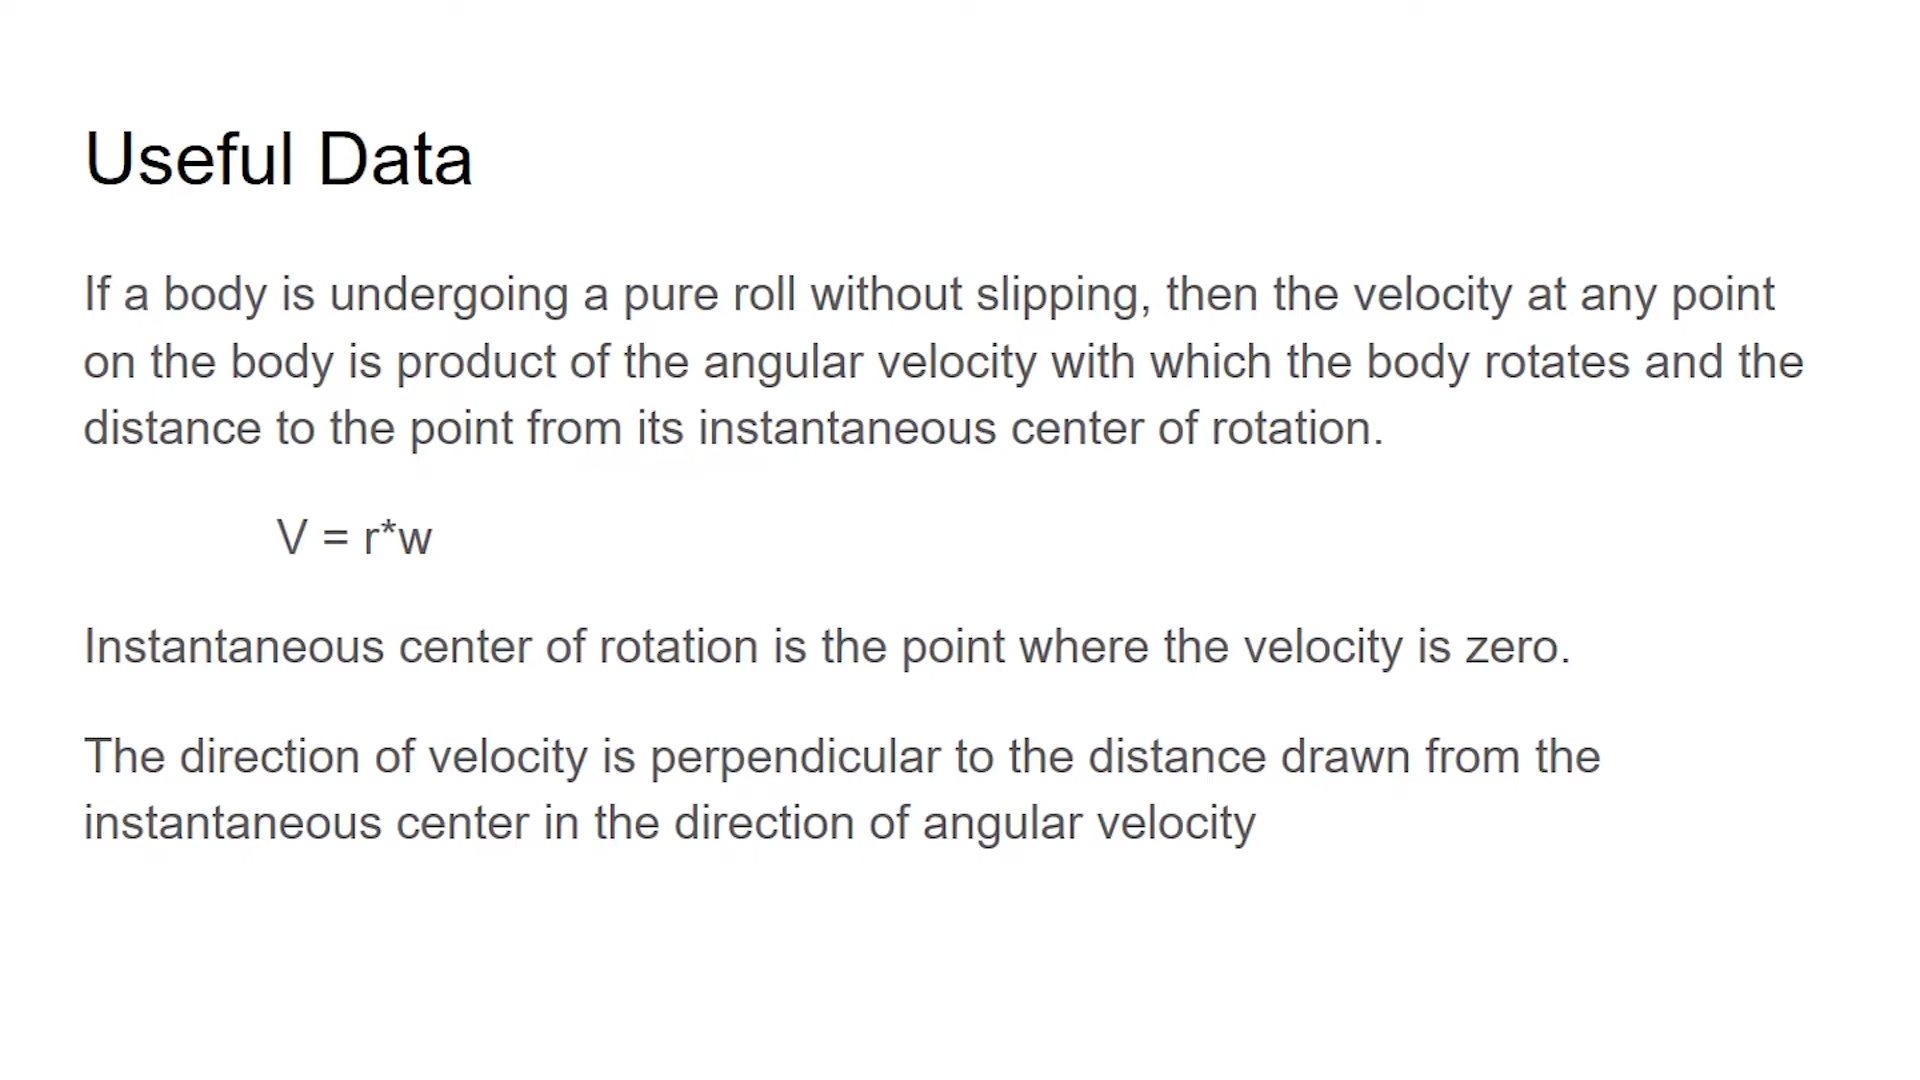 Useful Data
If a body is undergoing a pure roll without slipping, then the velocity at any point
on the body is product of the angular velocity with which the body rotates and the
distance to the point from its instantaneous center of rotation.
V = r*w
Instantaneous center of rotation is the point where the velocity is zero.
The direction of velocity is perpendicular to the distance drawn from the
instantaneous center in the direction of angular velocity